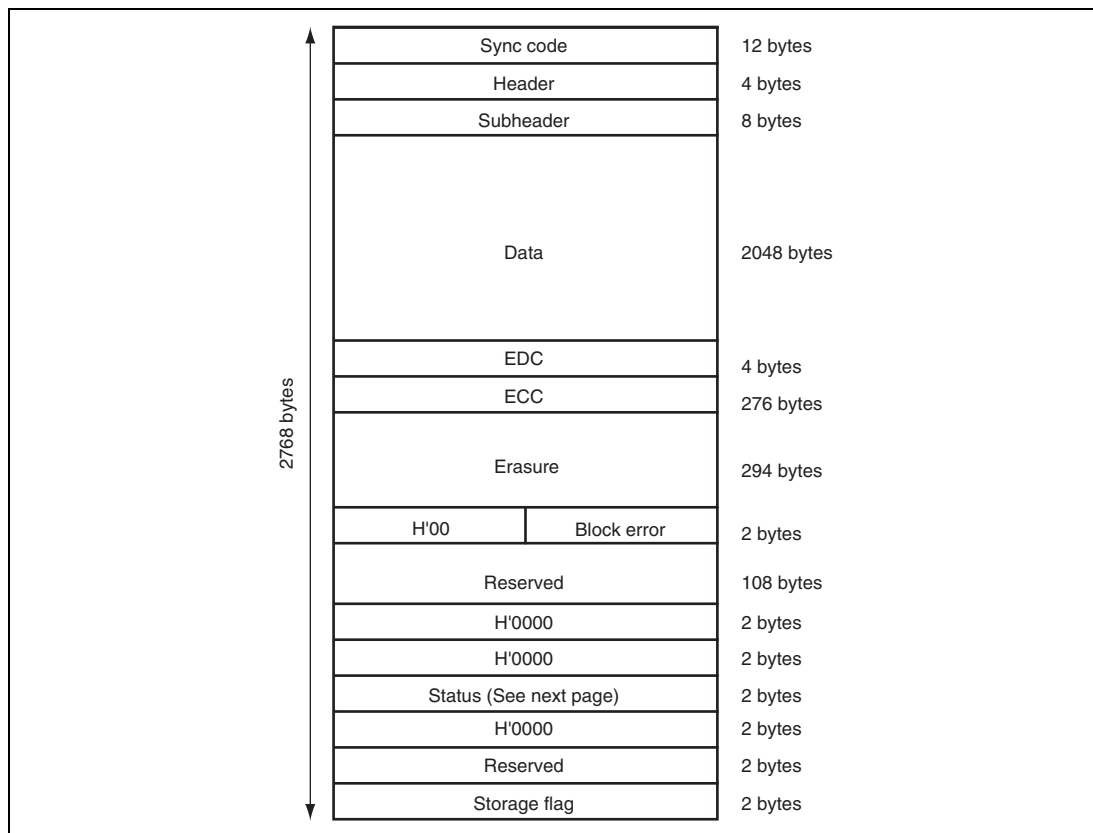 Sync code 12 bytes
Header 4 bytes
Subheader 8 bytes
Data 2048 bytes
EDC 4 bytes
ECC 276 bytes
2768 bytes
Erasure 294 bytes
H'00 Block error 2 bytes
Reserved 108 bytes
H'0000 2 bytes
H'0000 2 bytes
Status (See next page) 2 bytes
H'0000 2 bytes
Reserved 2 bytes
Storage flag 2 bytes